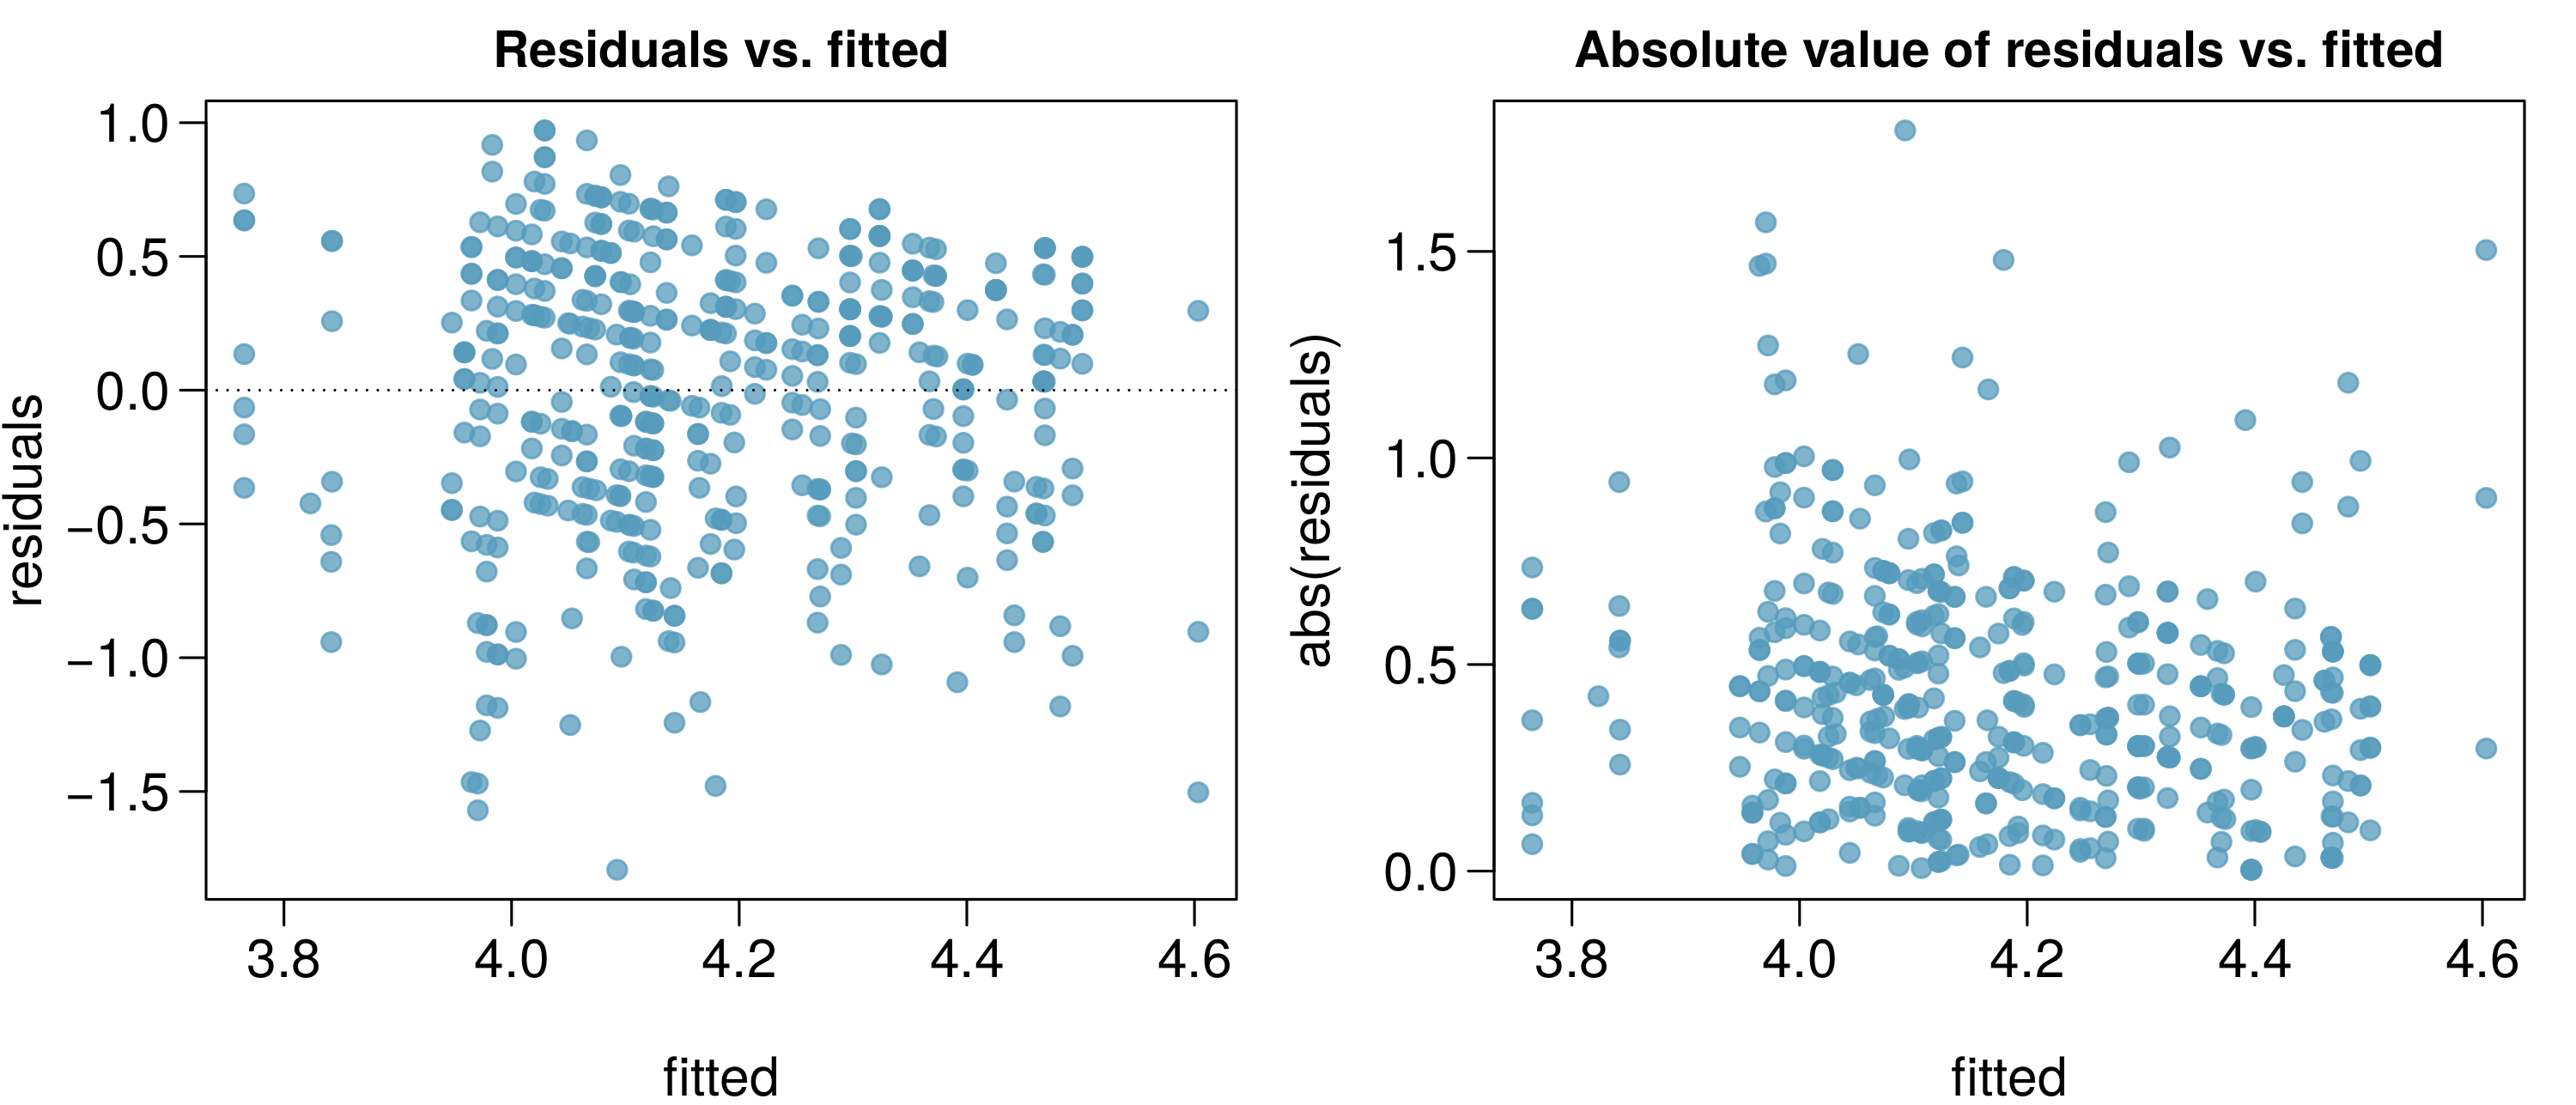 Residuals vs. fitted
residuals
1.0
0.5
0.0
−0.5
−1.0
−1.5
3.8 4.0 4.2 4.4 4.6
fitted
Absolute value of residuals vs. fitted
abs(residuals)
1.5
1.0
0.5
0.0
3.8 4.0 4.2 4.4 4.6
fitted